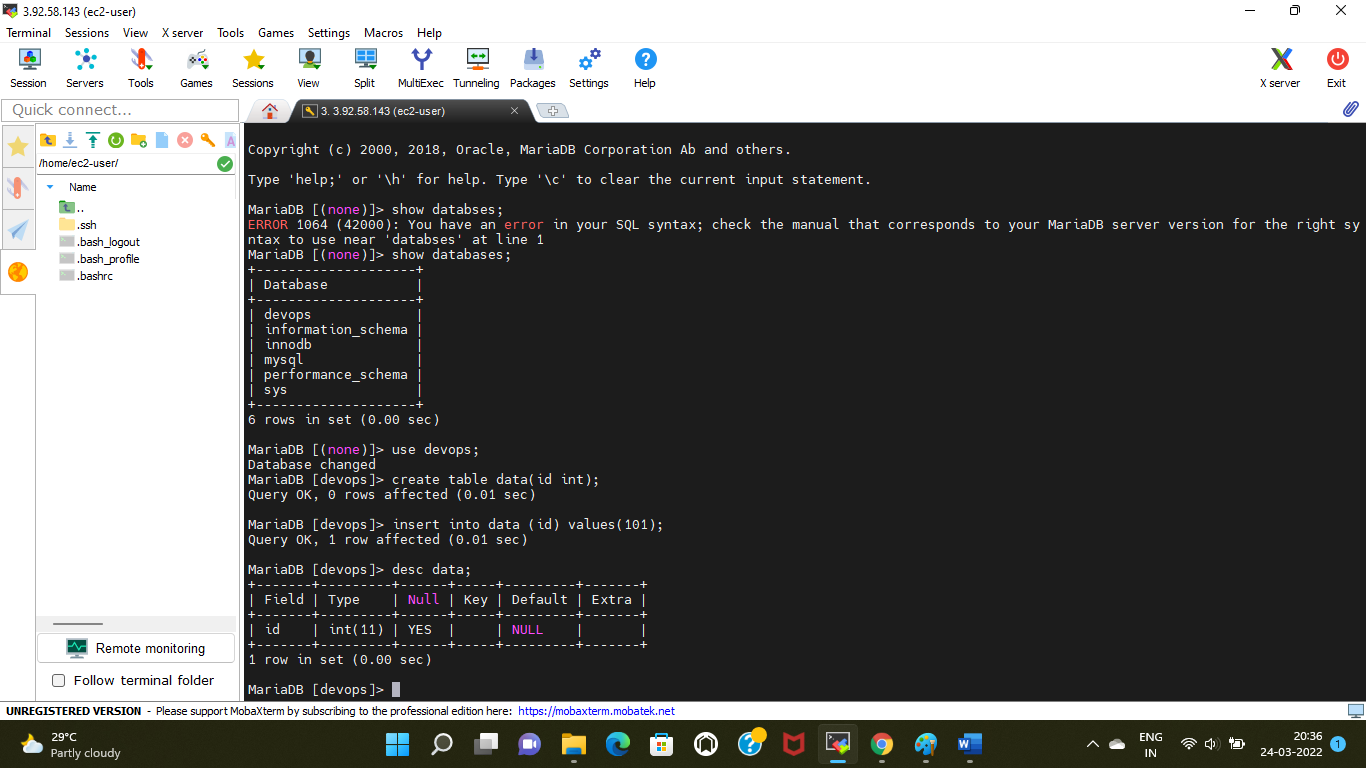 3.92.58.143 (ec2-user)
Terminal Sessions View X server Tools Games Settings Macros Help
Session Servers Tools Games Sessions View Split MultiExec Tunneling Packages Settings Help X server Exit
Quick connect...
3. 3.92.58.143 (ec2-user)
/home/ec2-user/
Name
..
.ssh
.bash_logout
.bash_profile
.bashrc
Remote monitoring
Follow terminal folder
Copyright (c) 2000, 2018, Oracle, MariaDB Corporation Ab and others.
Type 'help;' or '\h' for help. Type '\c' to clear the current input statement.
MariaDB [(none)]> show databses;
ERROR 1064 (42000): You have an error in your SQL syntax; check the manual that corresponds to your MariaDB server version for the right sy
ntax to use near 'databses' at line 1
MariaDB [(none)]> show databases;
+--------------------+
| Database           |
+--------------------+
| devops             |
| information_schema |
| innodb             |
| mysql              |
| performance_schema |
| sys                |
+--------------------+
6 rows in set (0.00 sec)
MariaDB [(none)]> use devops;
Database changed
MariaDB [devops]> create table data(id int);
Query OK, 0 rows affected (0.01 sec)
MariaDB [devops]> insert into data (id) values(101);
Query OK, 1 row affected (0.01 sec)
MariaDB [devops]> desc data;
+-------+---------+------+-----+---------+-------+
| Field | Type    | Null | Key | Default | Extra |
+-------+---------+------+-----+---------+-------+
| id    | int(11) | YES  |     | NULL    |       |
+-------+---------+------+-----+---------+-------+
1 row in set (0.00 sec)
MariaDB [devops]>
UNREGISTERED VERSION - Please support MobaXterm by subscribing to the professional edition here: https://mobaxterm.mobatek.net
29°C
Partly cloudy
ENG
IN
20:36
24-03-2022
1